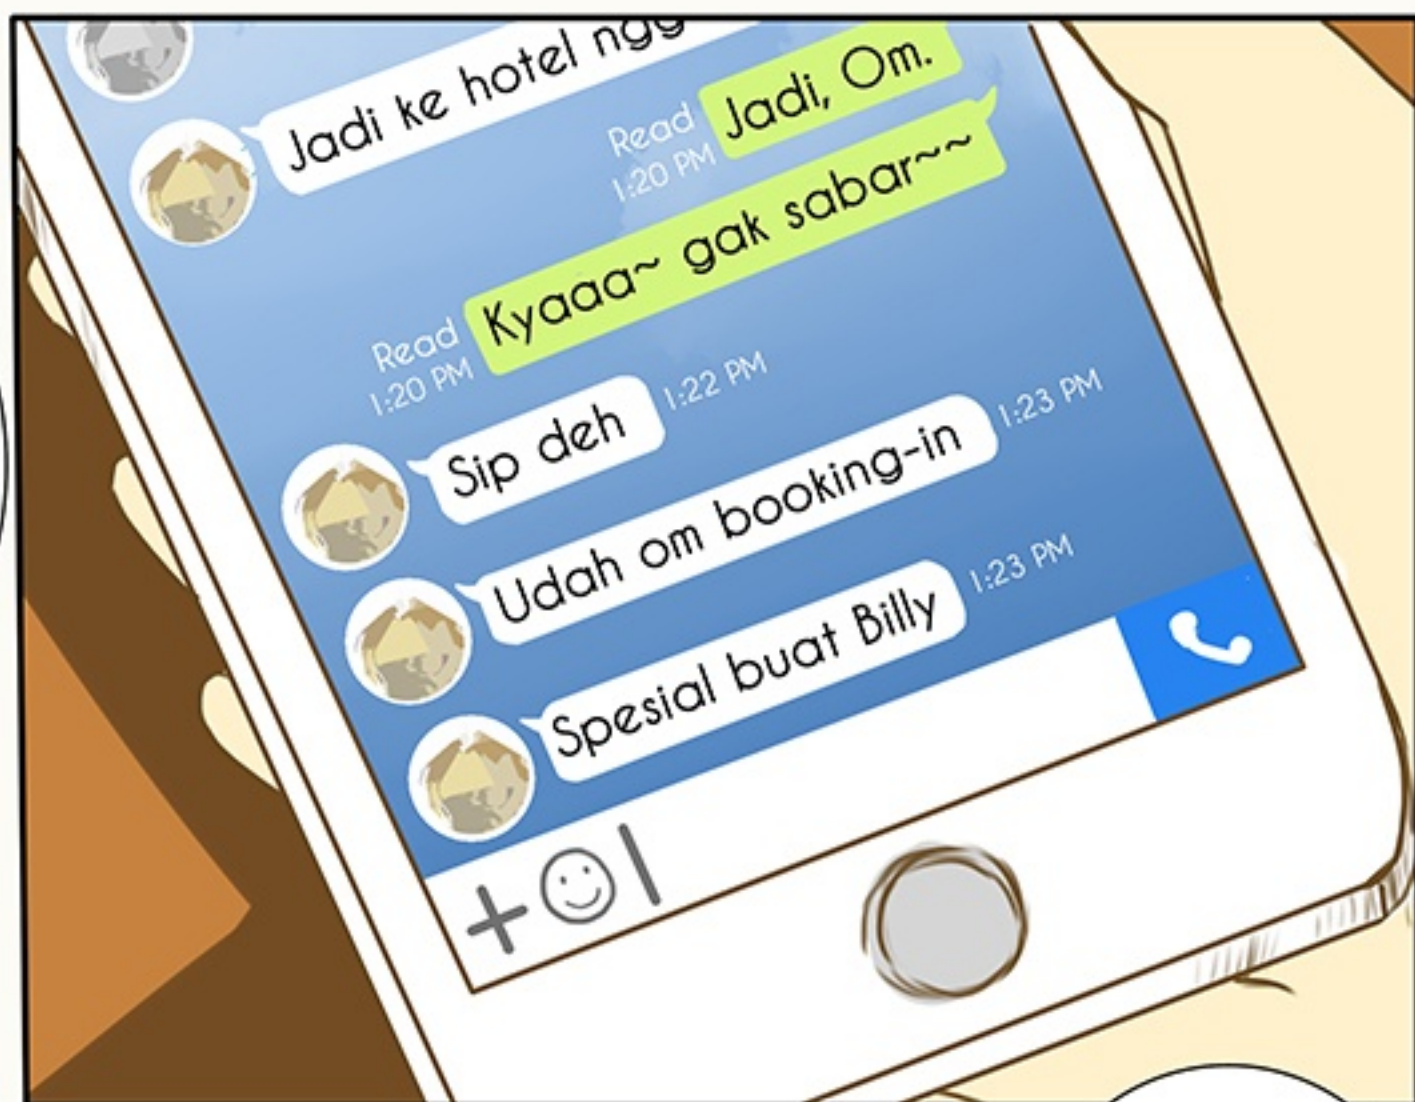 Jadi ke hotel
Jadi, Om.
Read
1:20 PM
Kyaaa~ gak sabar~~
Read
1:20 PM
Sip deh
1:22 PM
Udah om booking-in
1:23 PM
Spesial buat Billy
1:23 PM